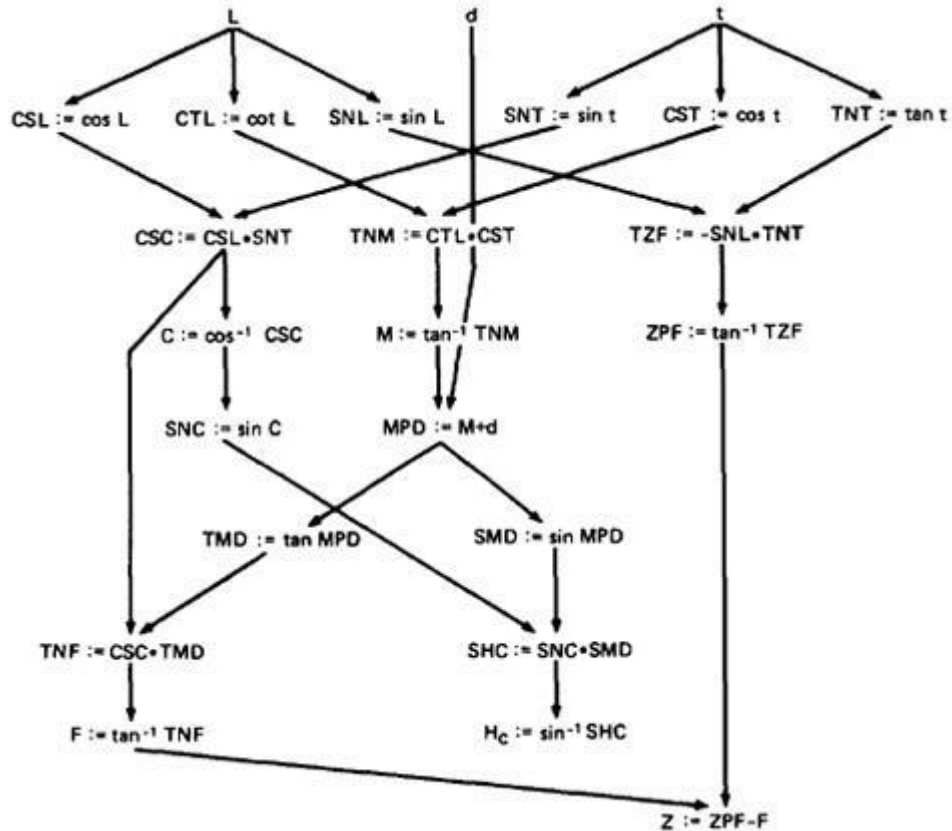 L d t
CSL := cos L CTL := cot L SNL := sin L SNT := sin t CST := cos t TNT := tan t
CSC := CSL•SNT TNM := CTL•CST TZF := -SNL•TNT
C := cos⁻¹ CSC M := tan⁻¹ TNM ZPF := tan⁻¹ TZF
SNC := sin C MPD := M+d
TMD := tan MPD SMD := sin MPD
TNF := CSC•TMD SHC := SNC•SMD
F := tan⁻¹ TNF H_C := sin⁻¹ SHC
Z := ZPF-F